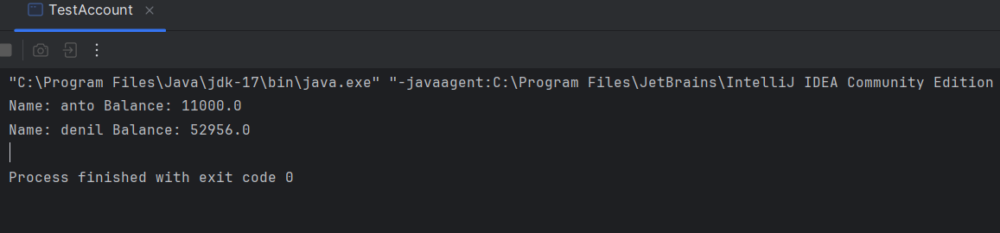 TestAccount
"C:\Program Files\Java\jdk-17\bin\java.exe" "-javaagent:C:\Program Files\JetBrains\IntelliJ IDEA Community Edition
Name: anto Balance: 11000.0
Name: denil Balance: 52956.0
Process finished with exit code 0